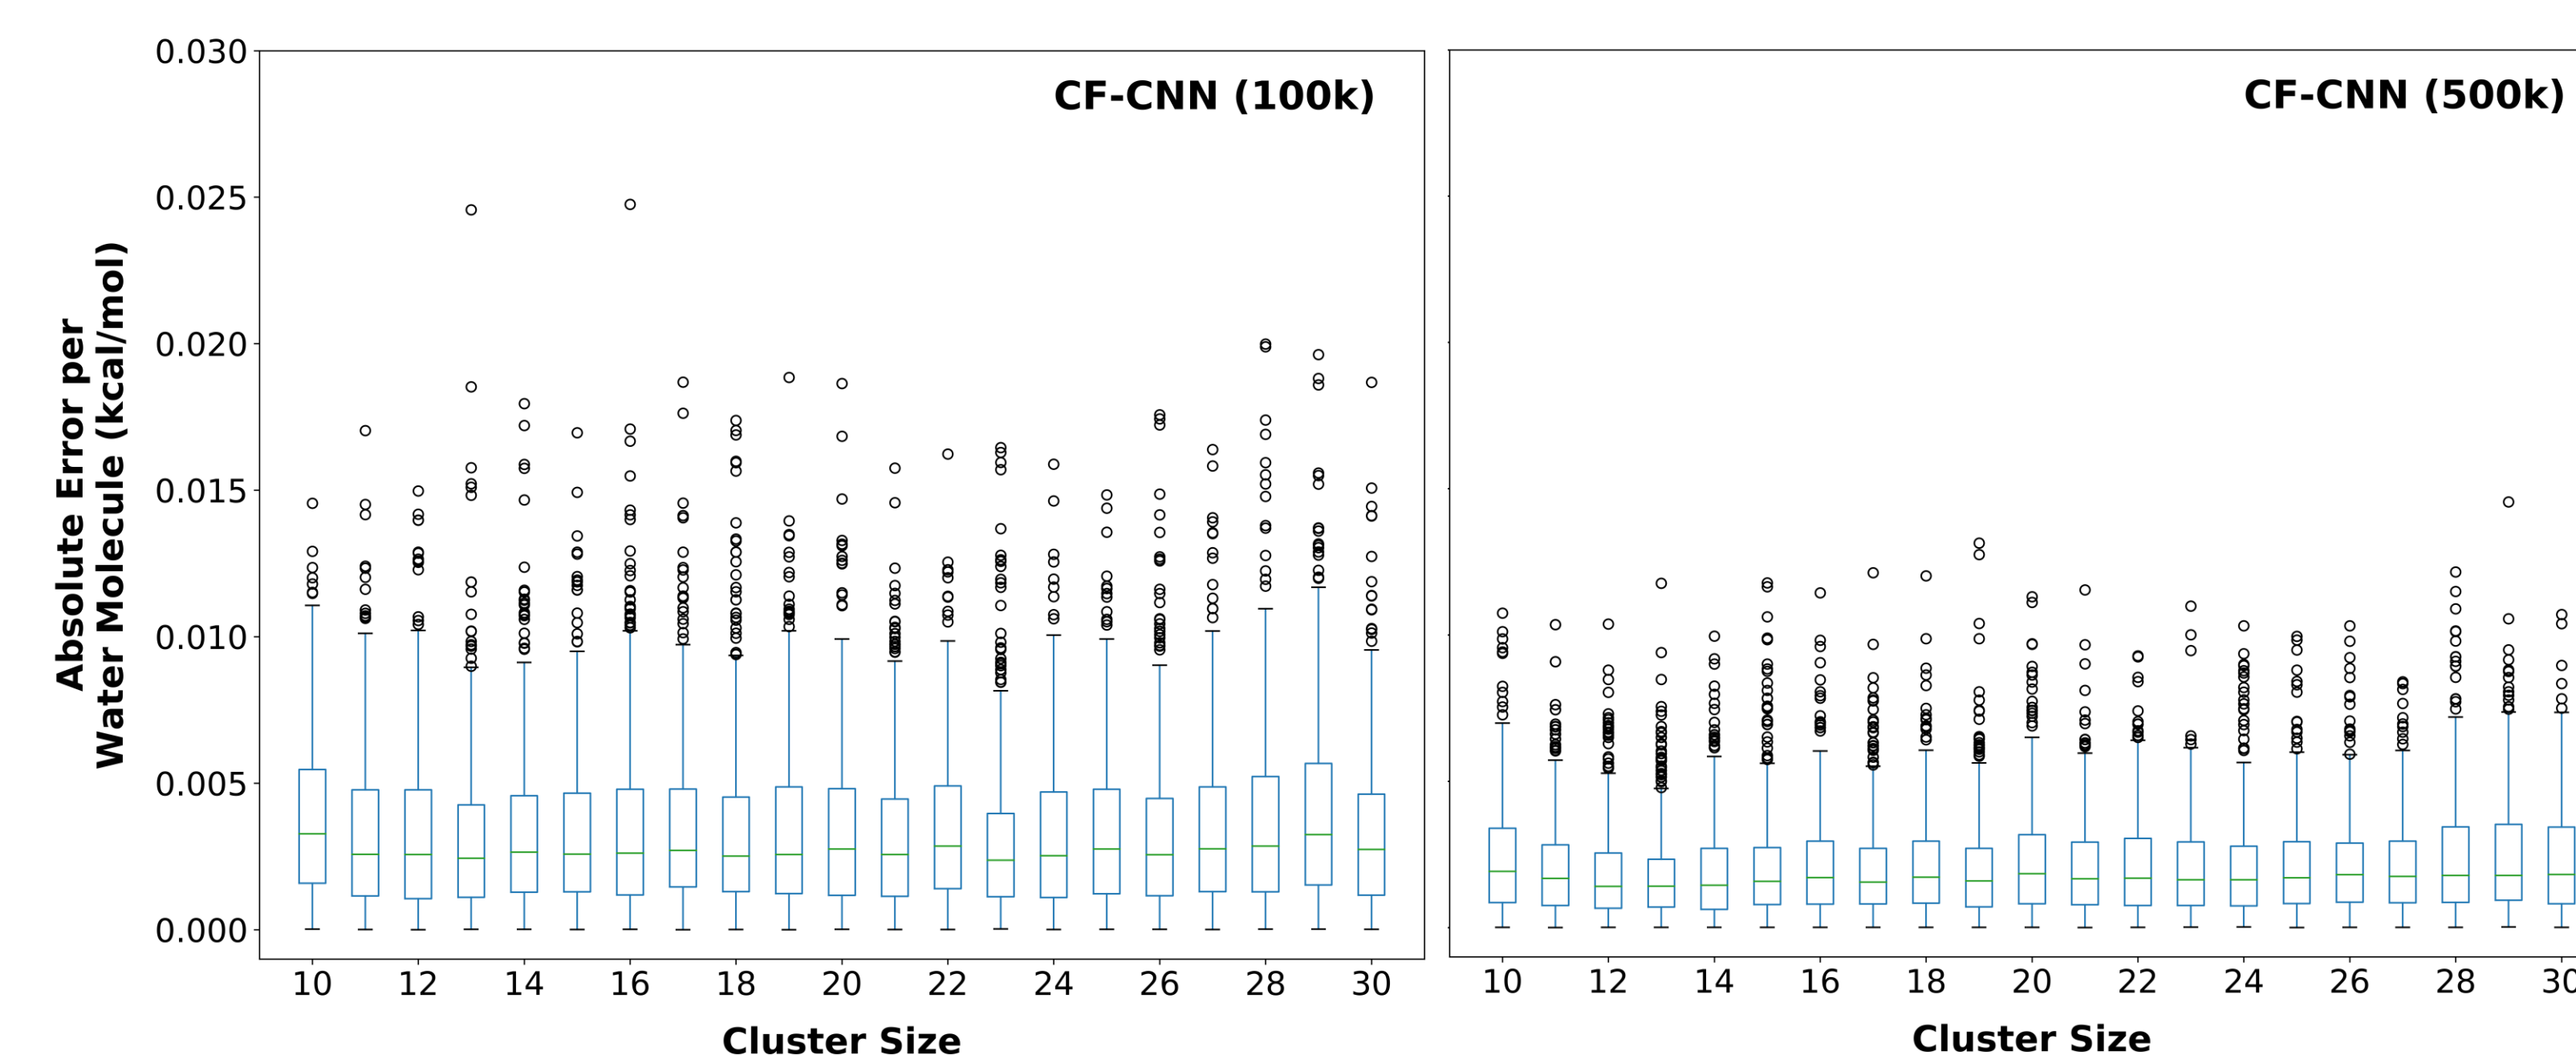 0.030
0.025
0.020
0.015
0.010
0.005
0.000
Absolute Error per
Water Molecule (kcal/mol)
CF-CNN (100k)
10 12 14 16 18 20 22 24 26 28 30
Cluster Size
CF-CNN (500k)
10 12 14 16 18 20 22 24 26 28 30
Cluster Size